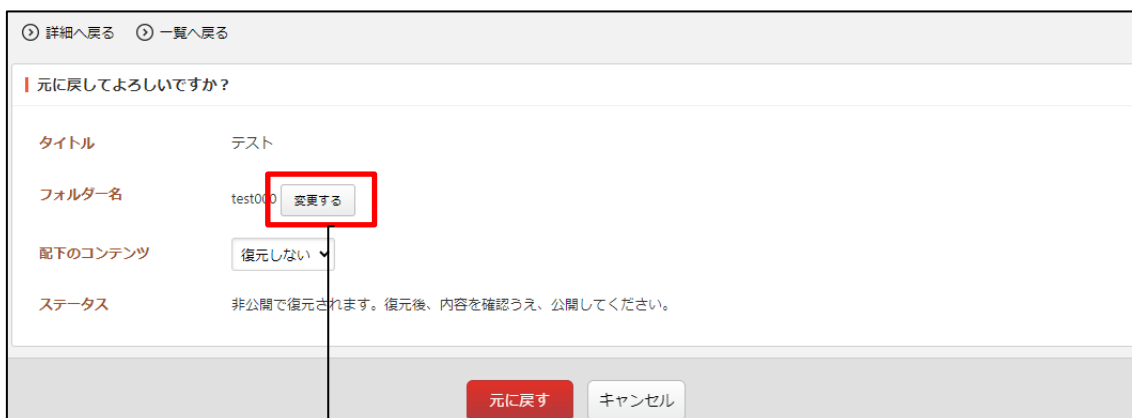 詳細へ戻る 一覧へ戻る
元に戻してよろしいですか？
タイトル テスト
フォルダー名 test000 変更する
配下のコンテンツ 復元しない
ステータス 非公開で復元されます。復元後、内容を確認うえ、公開してください。
元に戻す キャンセル